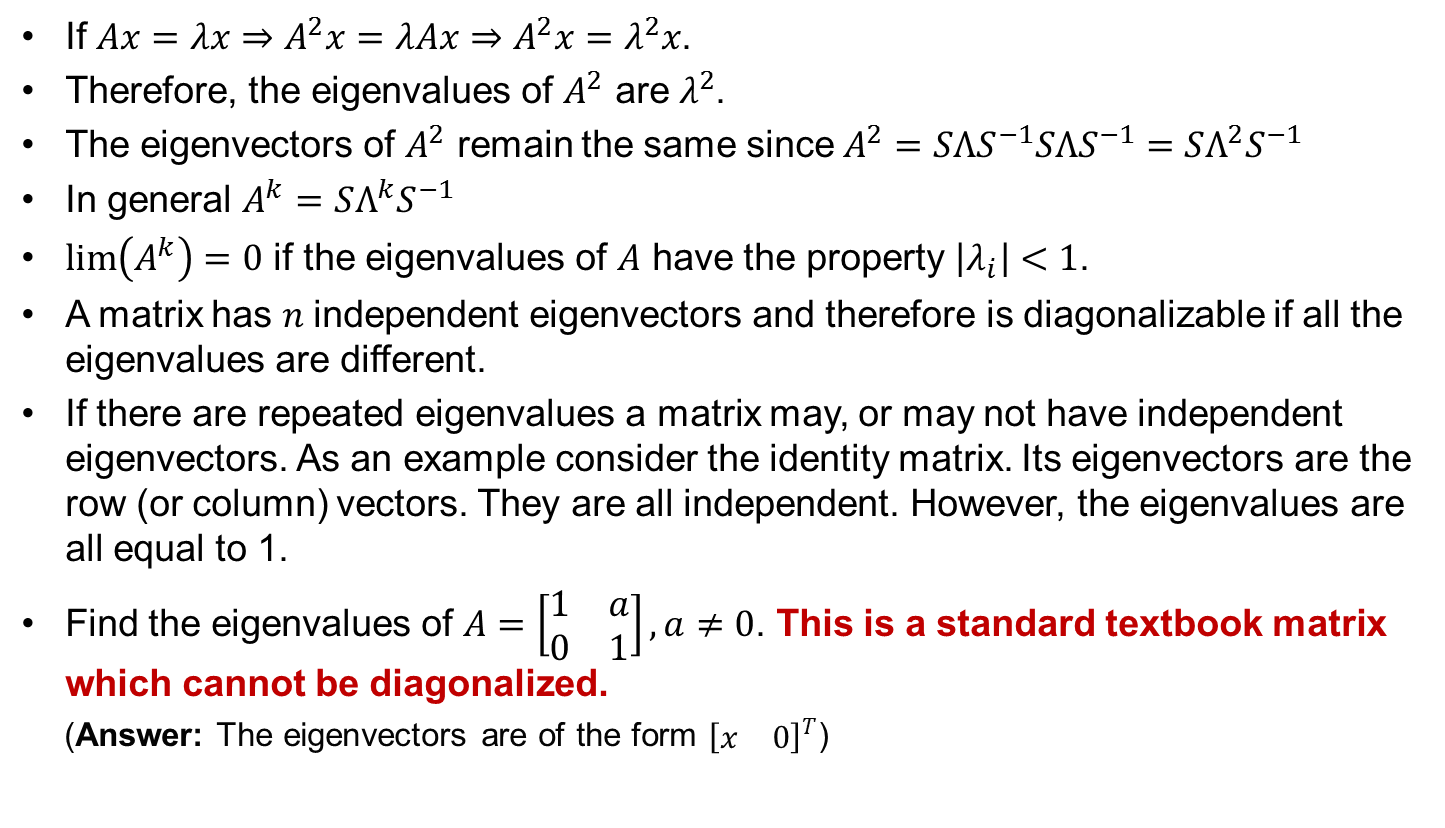 • If 𝐴𝑥 = 𝜆𝑥 ⇒ 𝐴²𝑥 = 𝜆𝐴𝑥 ⇒ 𝐴²𝑥 = 𝜆²𝑥.
• Therefore, the eigenvalues of 𝐴² are 𝜆².
• The eigenvectors of 𝐴² remain the same since 𝐴² = 𝑆Λ𝑆⁻¹𝑆Λ𝑆⁻¹ = 𝑆Λ²𝑆⁻¹
• In general 𝐴ᵏ = 𝑆Λᵏ𝑆⁻¹
• lim(𝐴ᵏ) = 0 if the eigenvalues of 𝐴 have the property |𝜆ᵢ| < 1.
• A matrix has 𝑛 independent eigenvectors and therefore is diagonalizable if all the
eigenvalues are different.
• If there are repeated eigenvalues a matrix may, or may not have independent
eigenvectors. As an example consider the identity matrix. Its eigenvectors are the
row (or column) vectors. They are all independent. However, the eigenvalues are
all equal to 1.
• Find the eigenvalues of 𝐴 = [1 𝑎; 0 1], 𝑎 ≠ 0. This is a standard textbook matrix
which cannot be diagonalized.
(Answer: The eigenvectors are of the form [𝑥 0]ᵀ)